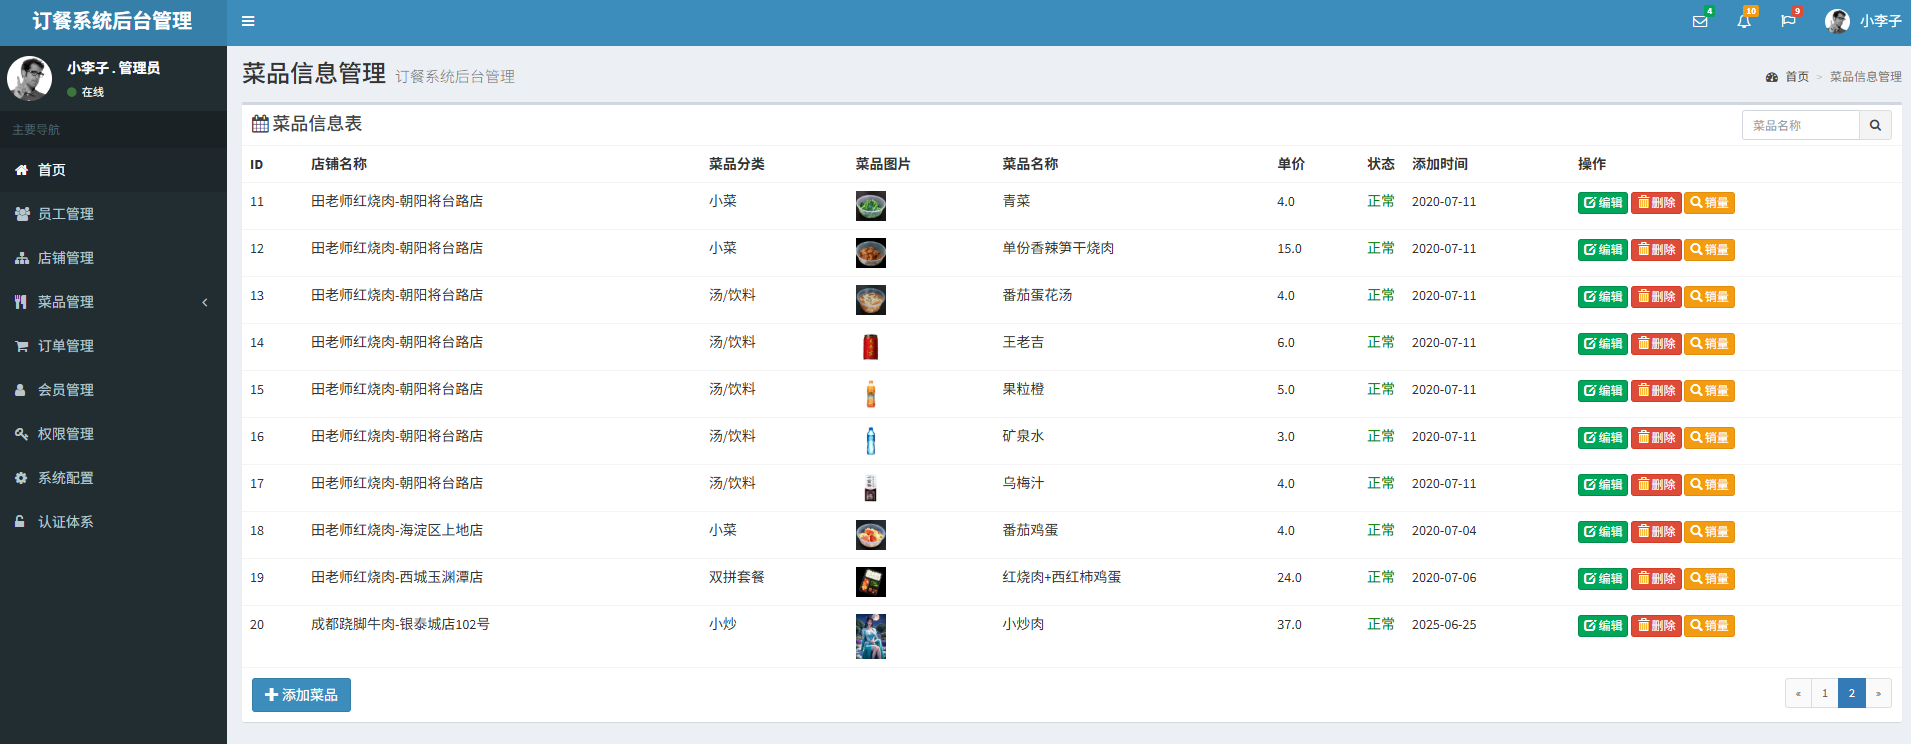 订餐系统后台管理
4 10 9 小李子
小李子 . 管理员
在线
主要导航
首页
员工管理
店铺管理
菜品管理
订单管理
会员管理
权限管理
系统配置
认证体系
菜品信息管理 订餐系统后台管理
首页 > 菜品信息管理
菜品信息表
菜品名称
ID 店铺名称 菜品分类 菜品图片 菜品名称 单价 状态 添加时间 操作
11 田老师红烧肉-朝阳将台路店 小菜 青菜 4.0 正常 2020-07-11 编辑 删除 销量
12 田老师红烧肉-朝阳将台路店 小菜 单份香辣笋干烧肉 15.0 正常 2020-07-11 编辑 删除 销量
13 田老师红烧肉-朝阳将台路店 汤/饮料 番茄蛋花汤 4.0 正常 2020-07-11 编辑 删除 销量
14 田老师红烧肉-朝阳将台路店 汤/饮料 王老吉 6.0 正常 2020-07-11 编辑 删除 销量
15 田老师红烧肉-朝阳将台路店 汤/饮料 果粒橙 5.0 正常 2020-07-11 编辑 删除 销量
16 田老师红烧肉-朝阳将台路店 汤/饮料 矿泉水 3.0 正常 2020-07-11 编辑 删除 销量
17 田老师红烧肉-朝阳将台路店 汤/饮料 乌梅汁 4.0 正常 2020-07-11 编辑 删除 销量
18 田老师红烧肉-海淀区上地店 小菜 番茄鸡蛋 4.0 正常 2020-07-04 编辑 删除 销量
19 田老师红烧肉-西城玉渊潭店 双拼套餐 红烧肉+西红柿鸡蛋 24.0 正常 2020-07-06 编辑 删除 销量
20 成都跷脚牛肉-银泰城店102号 小炒 小炒肉 37.0 正常 2025-06-25 编辑 删除 销量
添加菜品
« 1 2 »